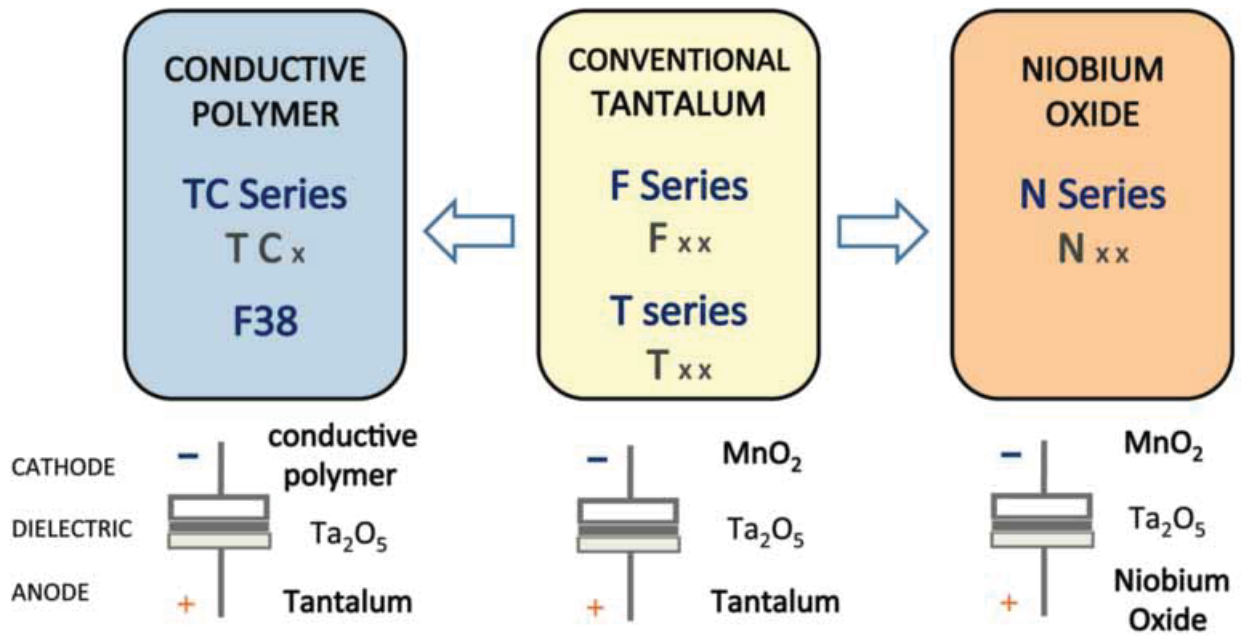 CONDUCTIVE
POLYMER
TC Series
T C x
F38
CONVENTIONAL
TANTALUM
F Series
F x x
T series
T x x
NIOBIUM
OXIDE
N Series
N x x
CATHODE
DIELECTRIC
ANODE
−
conductive
polymer
Ta₂O₅
+
Tantalum
−
MnO₂
Ta₂O₅
+
Tantalum
−
MnO₂
Ta₂O₅
+
Niobium
Oxide